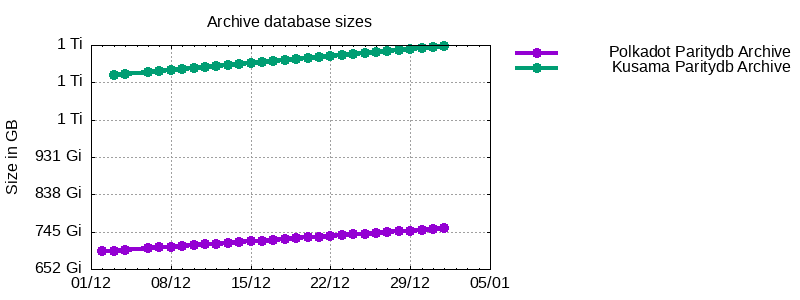 Archive database sizes
1 Ti
1 Ti
1 Ti
931 Gi
838 Gi
745 Gi
652 Gi
Size in GB
01/12 08/12 15/12 22/12 29/12 05/01
Polkadot Paritydb Archive
Kusama Paritydb Archive